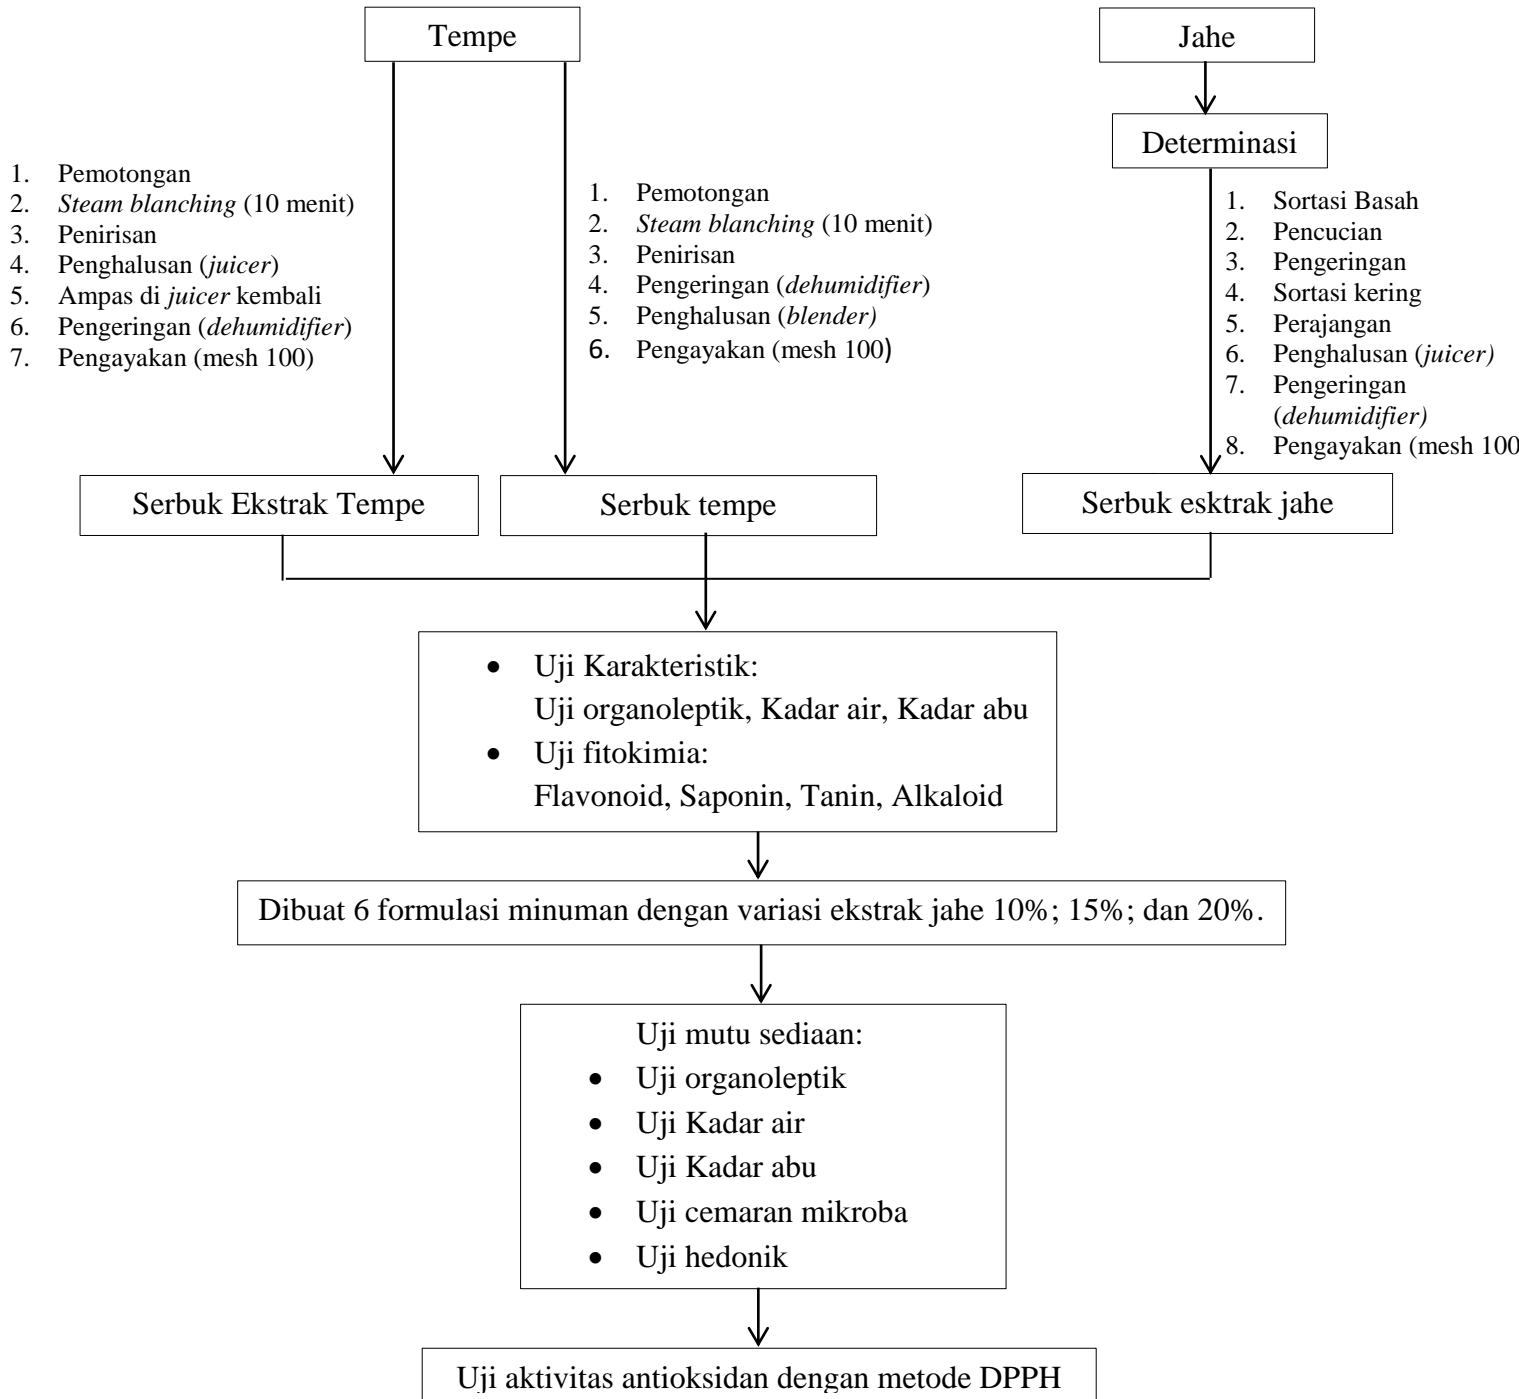 Tempe
Jahe
Determinasi
1. Pemotongan
2. Steam blanching (10 menit)
3. Penirisan
4. Penghalusan (juicer)
5. Ampas di juicer kembali
6. Pengeringan (dehumidifier)
7. Pengayakan (mesh 100)
1. Pemotongan
2. Steam blanching (10 menit)
3. Penirisan
4. Pengeringan (dehumidifier)
5. Penghalusan (blender)
6. Pengayakan (mesh 100)
1. Sortasi Basah
2. Pencucian
3. Pengeringan
4. Sortasi kering
5. Perajangan
6. Penghalusan (juicer)
7. Pengeringan
(dehumidifier)
8. Pengayakan (mesh 100
Serbuk Ekstrak Tempe
Serbuk tempe
Serbuk esktrak jahe
• Uji Karakteristik:
Uji organoleptik, Kadar air, Kadar abu
• Uji fitokimia:
Flavonoid, Saponin, Tanin, Alkaloid
Dibuat 6 formulasi minuman dengan variasi ekstrak jahe 10%; 15%; dan 20%.
Uji mutu sediaan:
• Uji organoleptik
• Uji Kadar air
• Uji Kadar abu
• Uji cemaran mikroba
• Uji hedonik
Uji aktivitas antioksidan dengan metode DPPH